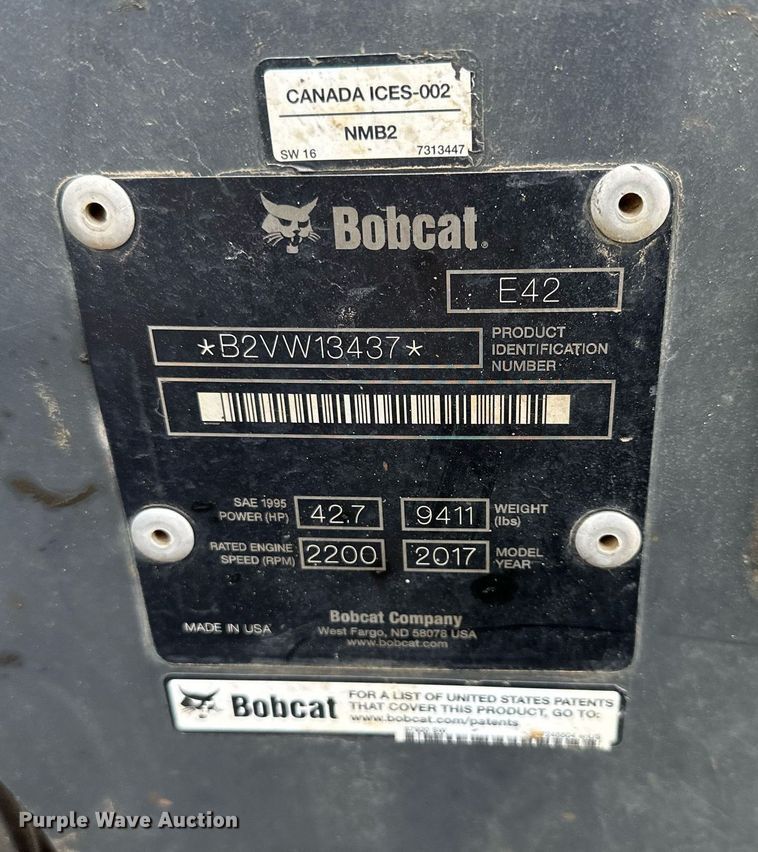 CANADA ICES-002
NMB2
SW 16 7313447
Bobcat®
E42
*B2VW13437*
PRODUCT
IDENTIFICATION
NUMBER
SAE 1995
POWER (HP) 42.7 9411 WEIGHT
(lbs)
RATED ENGINE
SPEED (RPM) 2200 2017 MODEL
YEAR
Bobcat Company
MADE IN USA
West Fargo, ND 58078 USA
www.bobcat.com
Bobcat
FOR A LIST OF UNITED STATES PATENTS
THAT COVER THIS PRODUCT, GO TO:
www.bobcat.com/patents
Purple Wave Auction